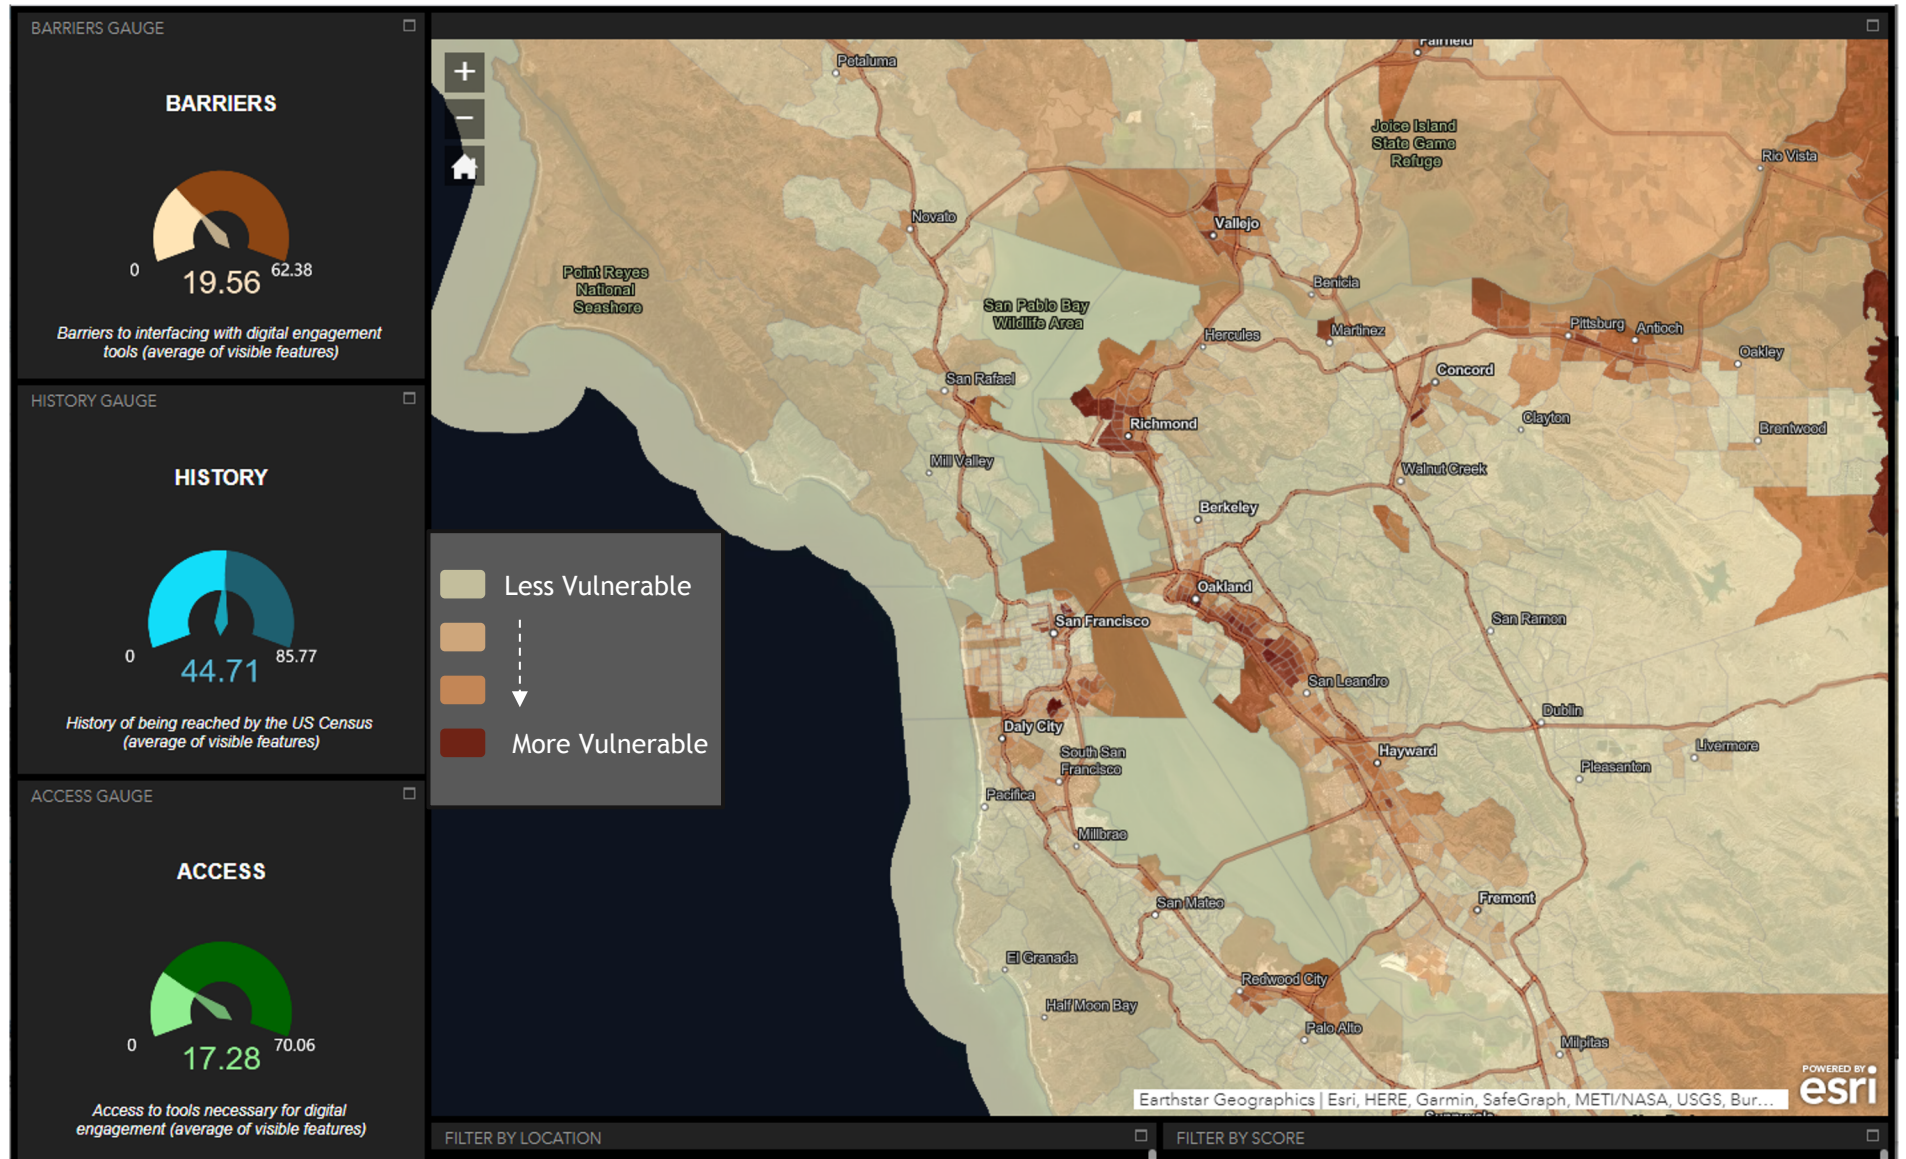 BARRIERS GAUGE
BARRIERS
0
62.38
19.56
Barriers to interfacing with digital engagement
tools (average of visible features)
HISTORY GAUGE
HISTORY
0
85.77
44.71
History of being reached by the US Census
(average of visible features)
ACCESS GAUGE
ACCESS
0
70.06
17.28
Access to tools necessary for digital
engagement (average of visible features)
+
−
Less Vulnerable
More Vulnerable
Fairfield
Petaluma
Joice Island
State Game
Refuge
Rio Vista
Novato
Vallejo
Point Reyes
National
Seashore
Benicia
San Pablo Bay
Wildlife Area
Hercules
Martinez
Pittsburg
Antioch
Oakley
San Rafael
Concord
Clayton
Richmond
Brentwood
Mill Valley
Walnut Creek
Berkeley
Oakland
San Francisco
San Ramon
San Leandro
Dublin
Daly City
South San
Francisco
Hayward
Livermore
Pleasanton
Pacifica
Millbrae
San Mateo
Fremont
El Granada
Redwood City
Half Moon Bay
Palo Alto
Milpitas
Sunnyvale
POWERED BY
esri
Earthstar Geographics | Esri, HERE, Garmin, SafeGraph, METI/NASA, USGS, Bur...
FILTER BY LOCATION
FILTER BY SCORE